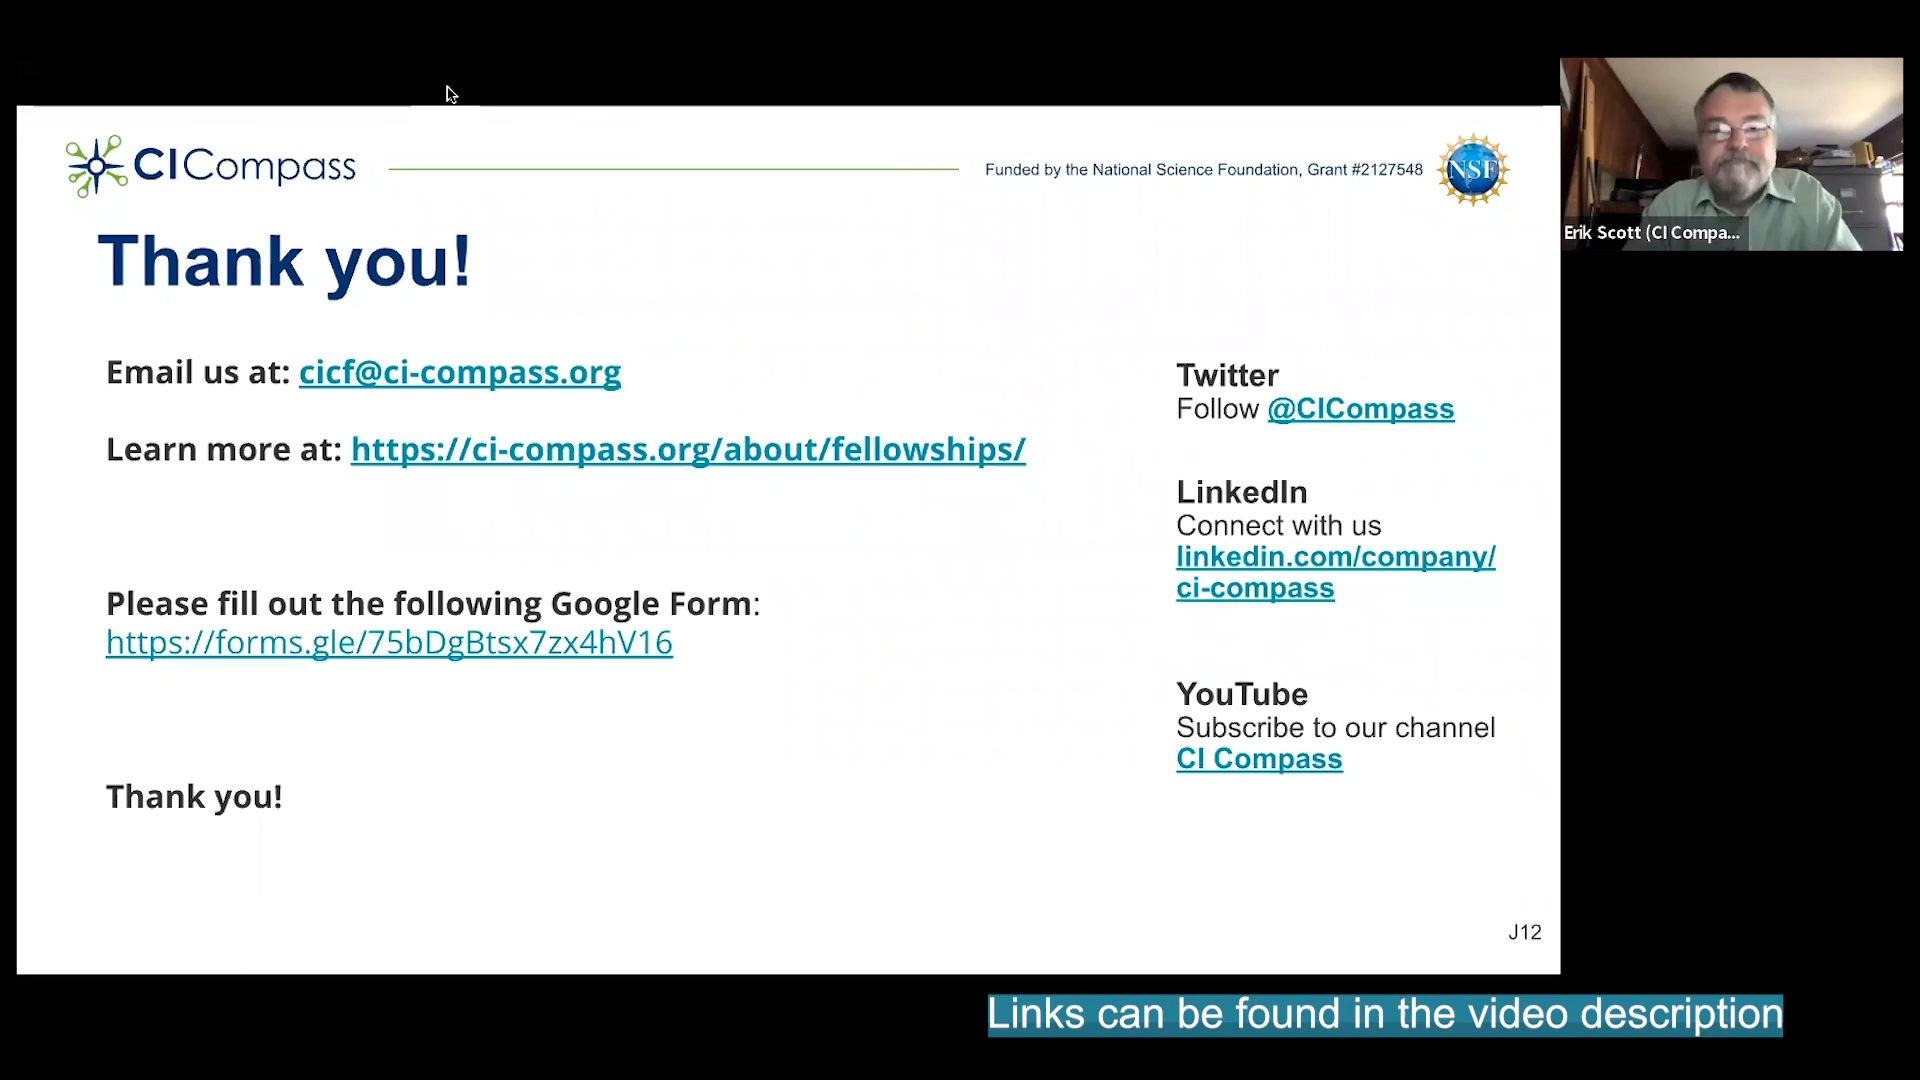 CICompass
Funded by the National Science Foundation, Grant #2127548
NSF
Thank you!
Email us at: cicf@ci-compass.org
Learn more at: https://ci-compass.org/about/fellowships/
Please fill out the following Google Form:
https://forms.gle/75bDgBtsx7zx4hV16
Thank you!
Twitter
Follow @CICompass
LinkedIn
Connect with us
linkedin.com/company/
ci-compass
YouTube
Subscribe to our channel
CI Compass
J12
Erik Scott (CI Compa...
Links can be found in the video description